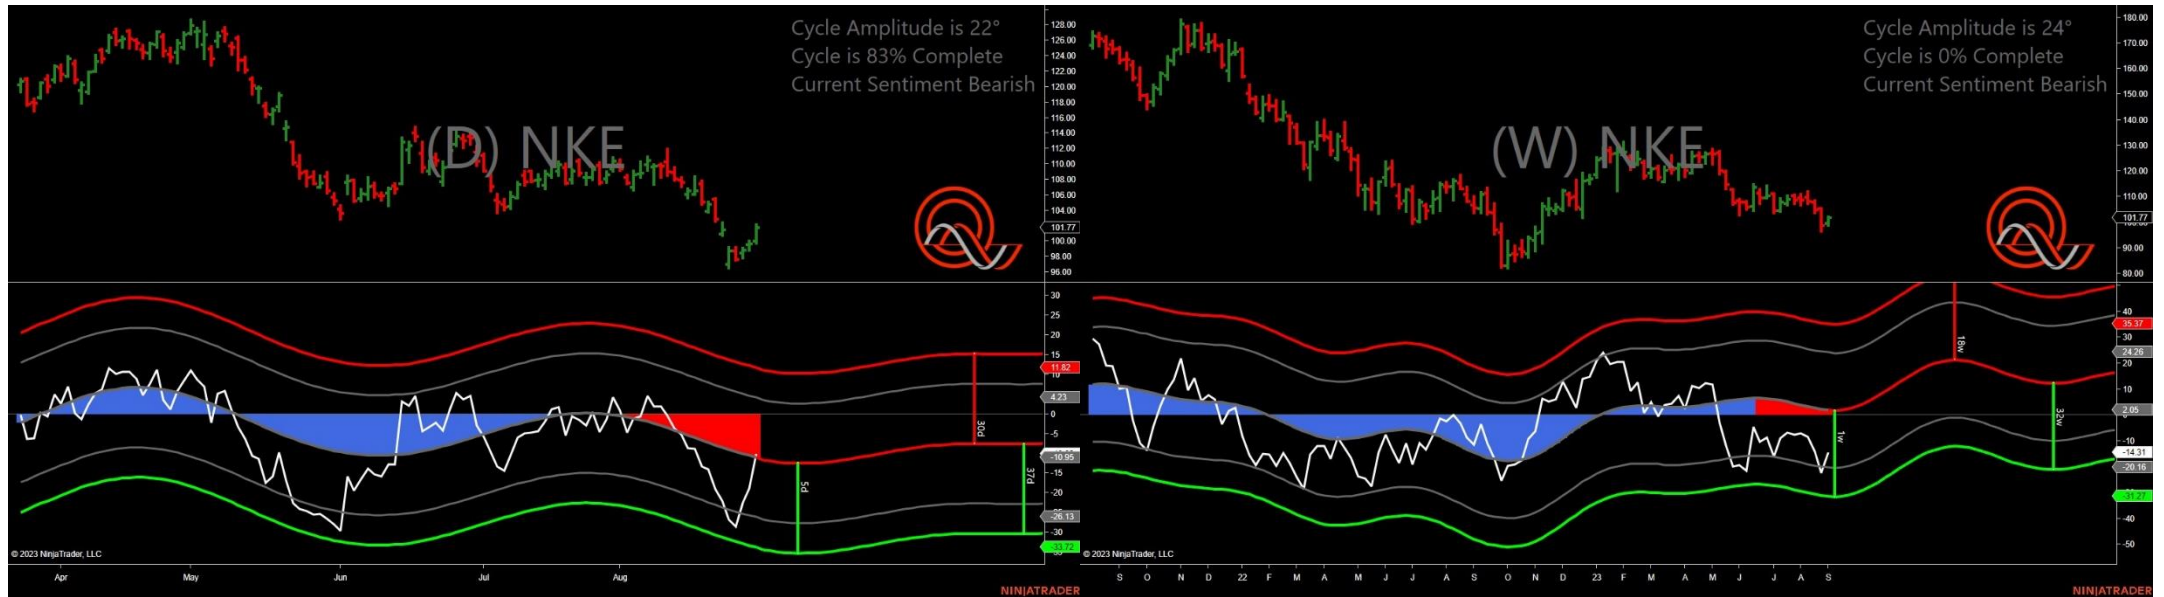 Cycle Amplitude is 22°
Cycle is 83% Complete
Current Sentiment Bearish
(D) NKE
128.00
126.00
124.00
122.00
120.00
118.00
116.00
114.00
112.00
110.00
108.00
106.00
104.00
101.77
100.00
98.00
96.00
30
25
20
15
11.82
10
4.23
0
-5
-10.95
-15
-20
-26.13
-30
-33.72
5d
30d
37d
© 2023 NinjaTrader, LLC
Apr May Jun Jul Aug
NINJATRADER
Cycle Amplitude is 24°
Cycle is 0% Complete
Current Sentiment Bearish
(W) NKE
180.00
170.00
160.00
150.00
140.00
130.00
120.00
110.00
101.77
90.00
80.00
40
35.37
24.26
20
10
2.05
0
-10
-14.31
-20.16
-31.27
-40
-50
1w
18w
32w
© 2023 NinjaTrader, LLC
S O N D 22 F M A M J J A S O N D 23 F M A M J J A S
NINJATRADER